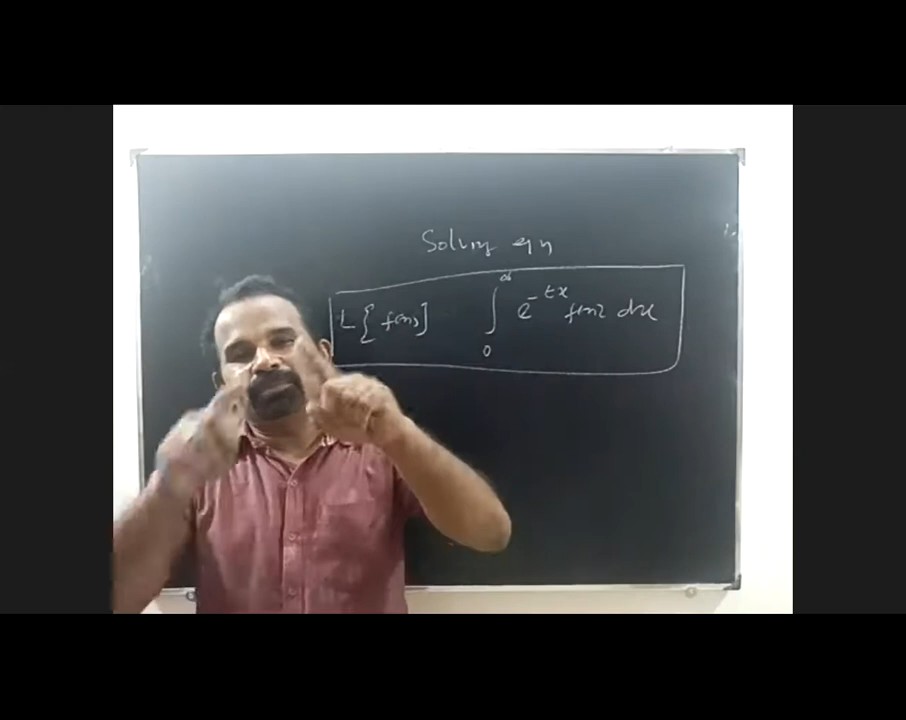 Solving eqn
L{f(x)} ∫₀^∞ e^-tx f(x) dx